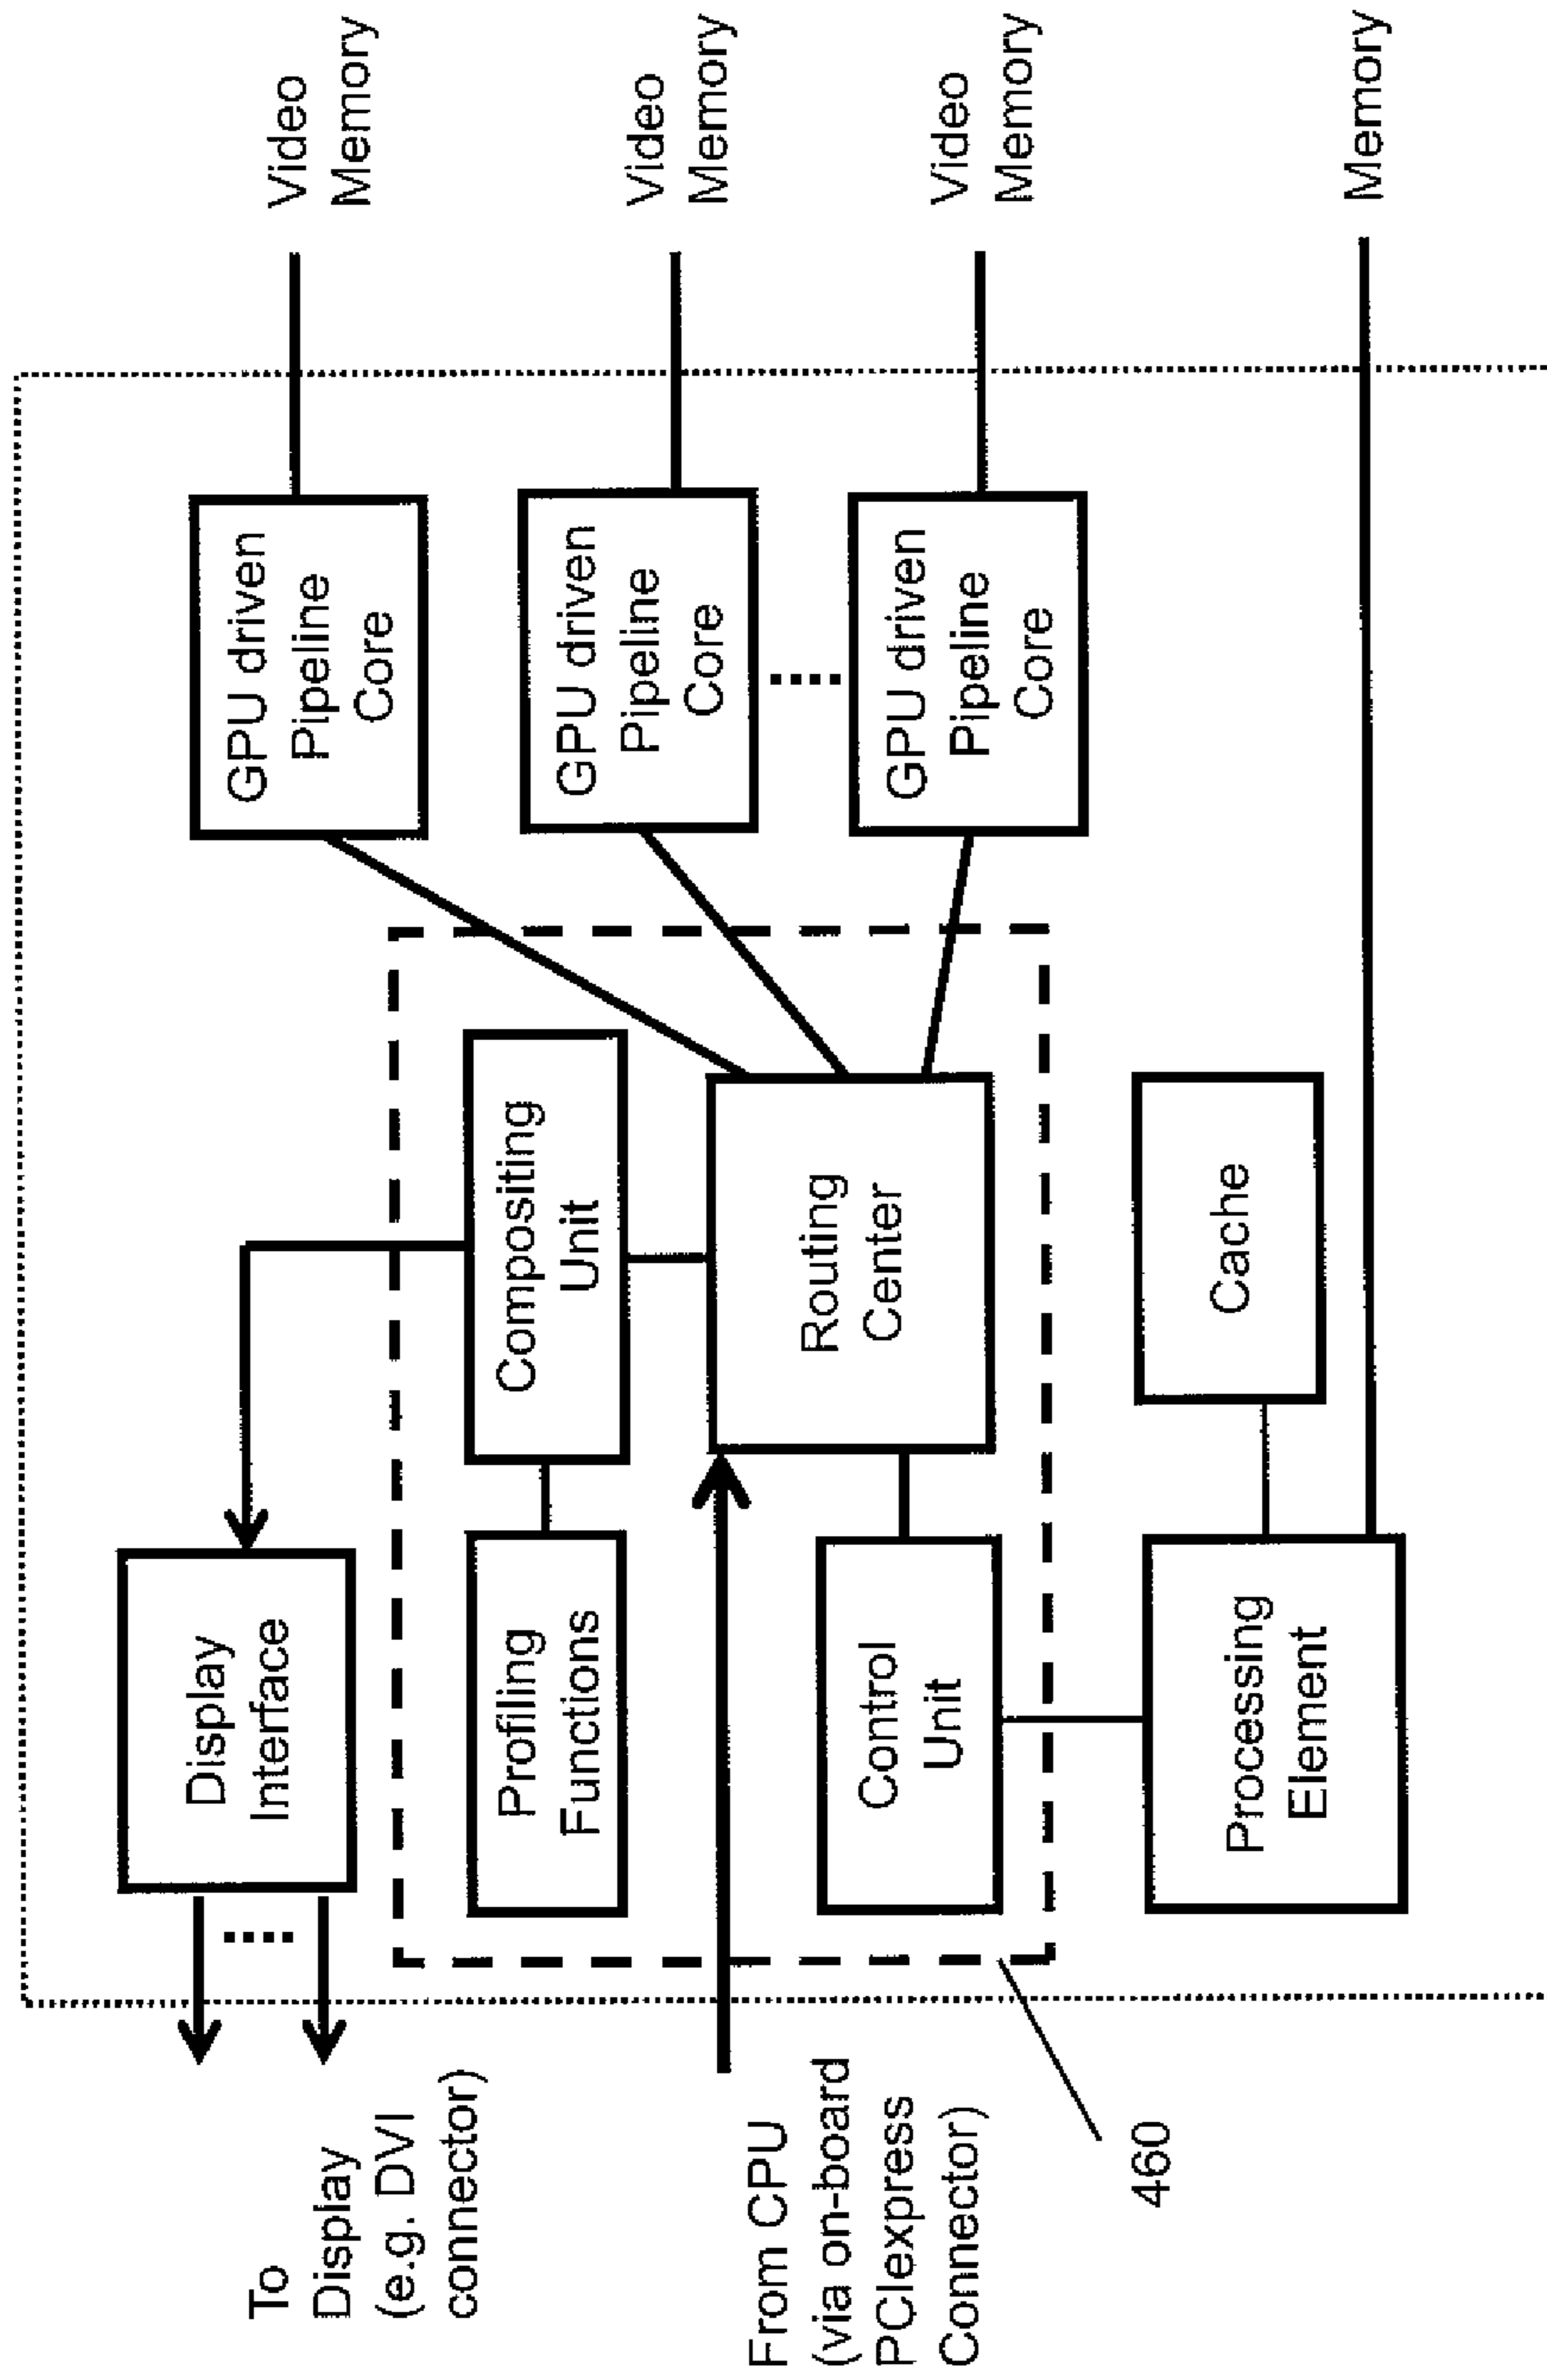 To
Display
(e.g. DVI
connector)
Display
Interface
GPU driven
Pipeline
Core
Video
Memory
Profiling
Functions
Compositing
Unit
GPU driven
Pipeline
Core
Video
Memory
From CPU
(via on-board
PCIexpress
Connector)
Control
Unit
Routing
Center
GPU driven
Pipeline
Core
Video
Memory
460
Processing
Element
Cache
Memory